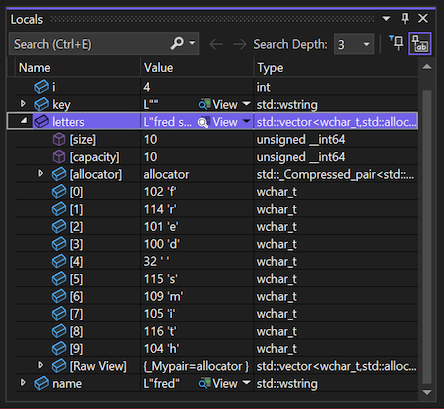 Locals
Search (Ctrl+E) Search Depth: 3
Name Value Type
i 4 int
key L"" View std::wstring
letters L"fred s... View std::vector<wchar_t,std::alloc...
[size] 10 unsigned __int64
[capacity] 10 unsigned __int64
[allocator] allocator std::_Compressed_pair<std::...
[0] 102 'f' wchar_t
[1] 114 'r' wchar_t
[2] 101 'e' wchar_t
[3] 100 'd' wchar_t
[4] 32 ' ' wchar_t
[5] 115 's' wchar_t
[6] 109 'm' wchar_t
[7] 105 'i' wchar_t
[8] 116 't' wchar_t
[9] 104 'h' wchar_t
[Raw View] {_Mypair=allocator } std::vector<wchar_t,std::alloc...
name L"fred" View std::wstring